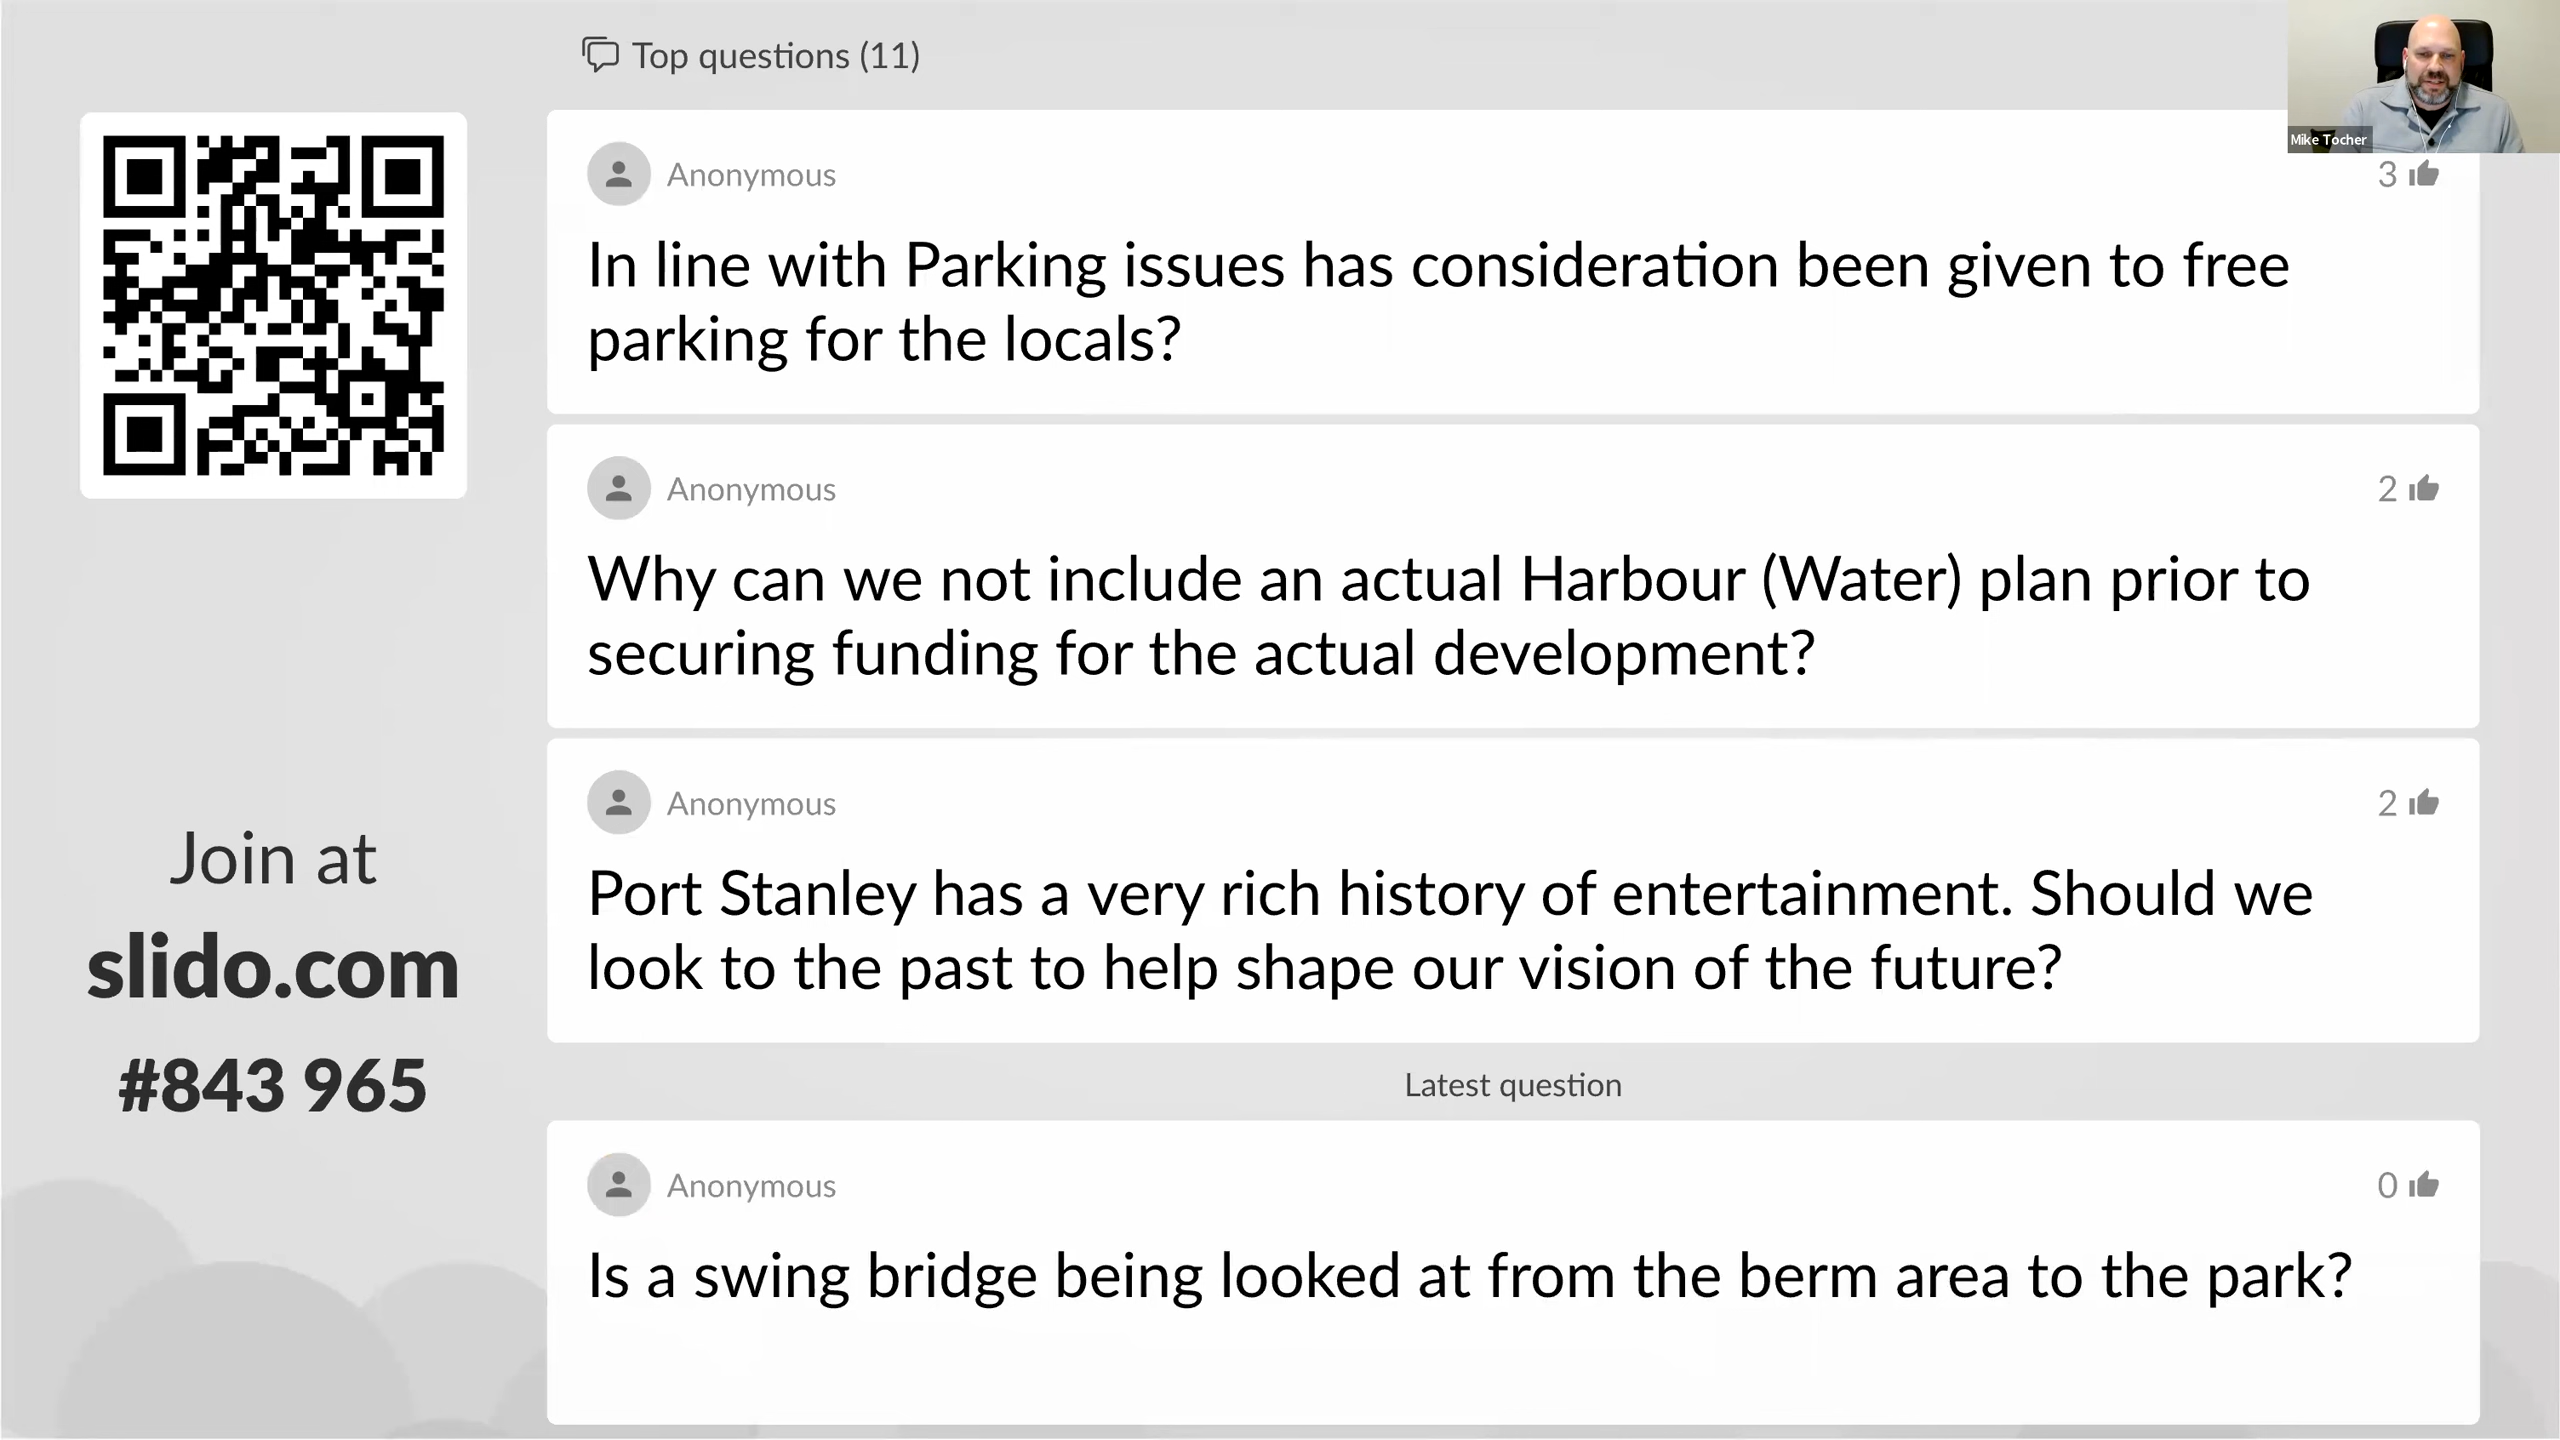 Top questions (11)
Mike Tocher
Anonymous
3
In line with Parking issues has consideration been given to free
parking for the locals?
Anonymous
2
Why can we not include an actual Harbour (Water) plan prior to
securing funding for the actual development?
Anonymous
2
Port Stanley has a very rich history of entertainment. Should we
look to the past to help shape our vision of the future?
Join at
slido.com
#843 965
Latest question
Anonymous
0
Is a swing bridge being looked at from the berm area to the park?